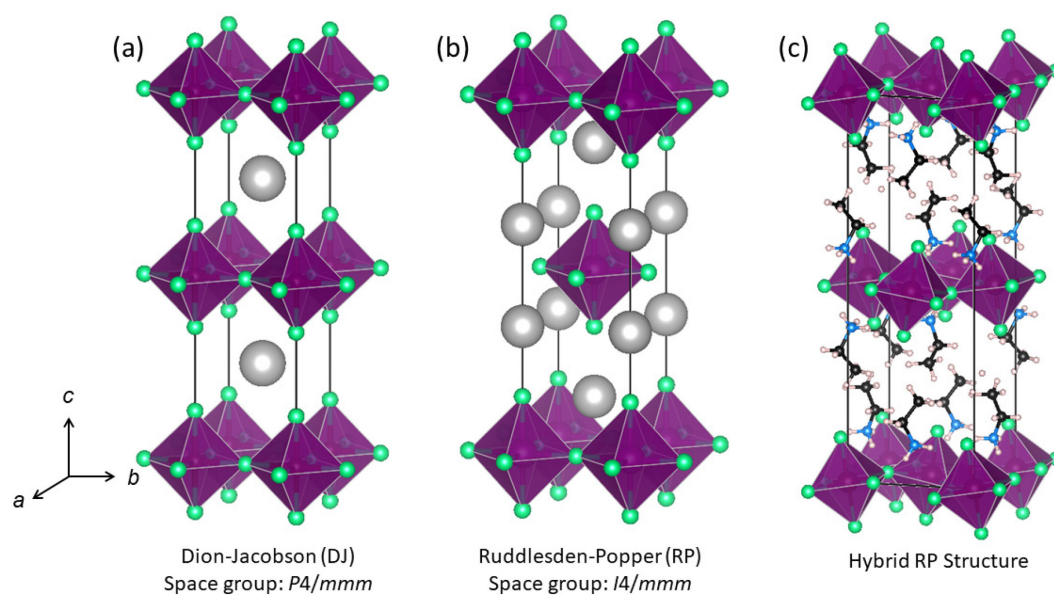 (a)
(b)
(c)
c
b
a
Dion-Jacobson (DJ)
Space group: P4/mmm
Ruddlesden-Popper (RP)
Space group: I4/mmm
Hybrid RP Structure